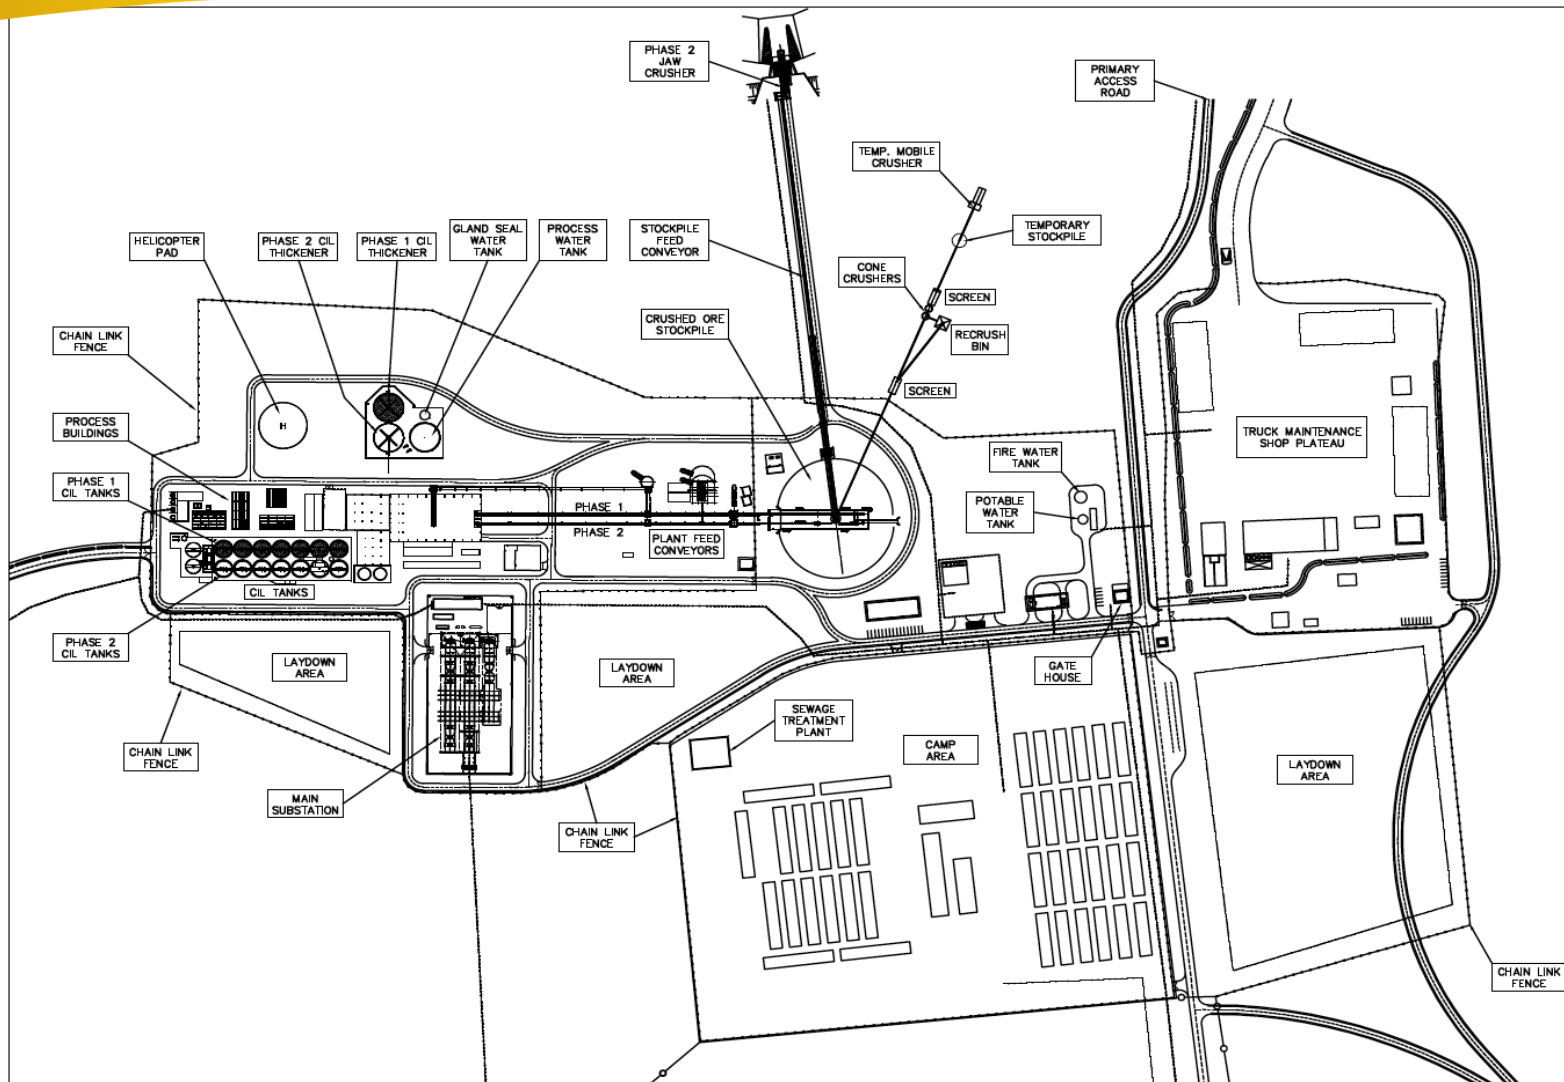 PHASE 2
JAW
CRUSHER
PRIMARY
ACCESS
ROAD
TEMP. MOBILE
CRUSHER
TEMPORARY
STOCKPILE
HELICOPTER
PAD
PHASE 2 CIL
THICKENER
PHASE 1 CIL
THICKENER
GLAND SEAL
WATER
TANK
PROCESS
WATER
TANK
STOCKPILE
FEED
CONVEYOR
CONE
CRUSHERS
SCREEN
CRUSHED ORE
STOCKPILE
RECRUSH
BIN
CHAIN LINK
FENCE
SCREEN
H
PROCESS
BUILDINGS
TRUCK MAINTENANCE
SHOP PLATEAU
FIRE WATER
TANK
PHASE 1
CIL TANKS
POTABLE
WATER
TANK
PHASE 1
PHASE 2
PLANT FEED
CONVEYORS
CIL TANKS
PHASE 2
CIL TANKS
LAYDOWN
AREA
LAYDOWN
AREA
GATE
HOUSE
SEWAGE
TREATMENT
PLANT
CHAIN LINK
FENCE
CAMP
AREA
LAYDOWN
AREA
MAIN
SUBSTATION
CHAIN LINK
FENCE
CHAIN LINK
FENCE